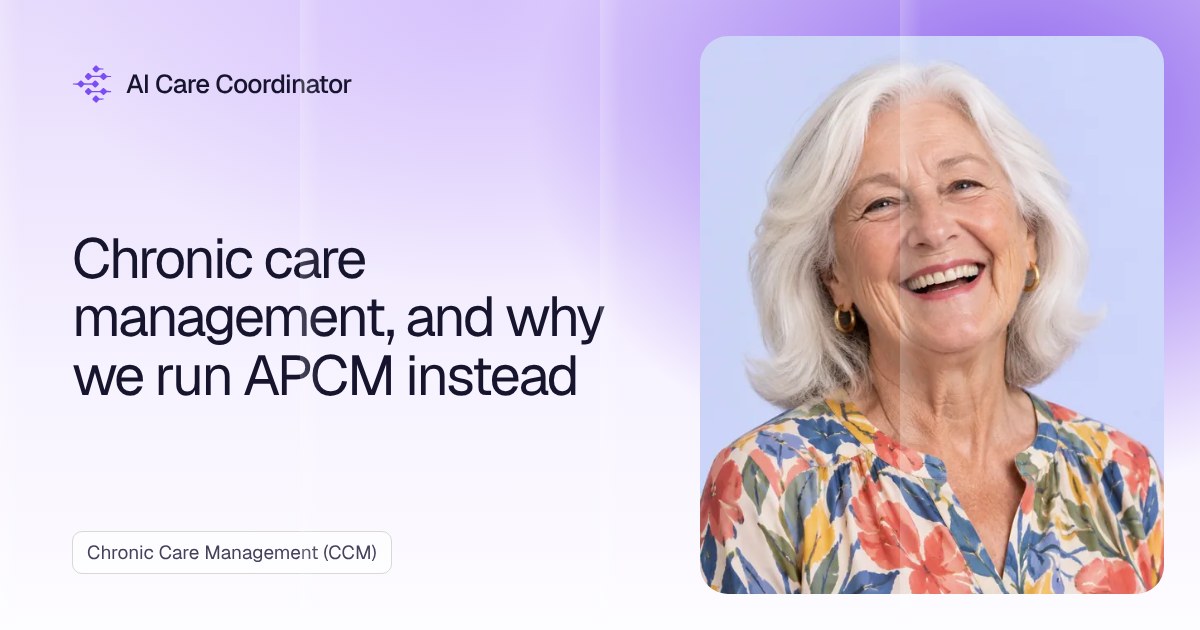 AI Care Coordinator
Chronic care
management, and why
we run APCM instead
Chronic Care Management (CCM)